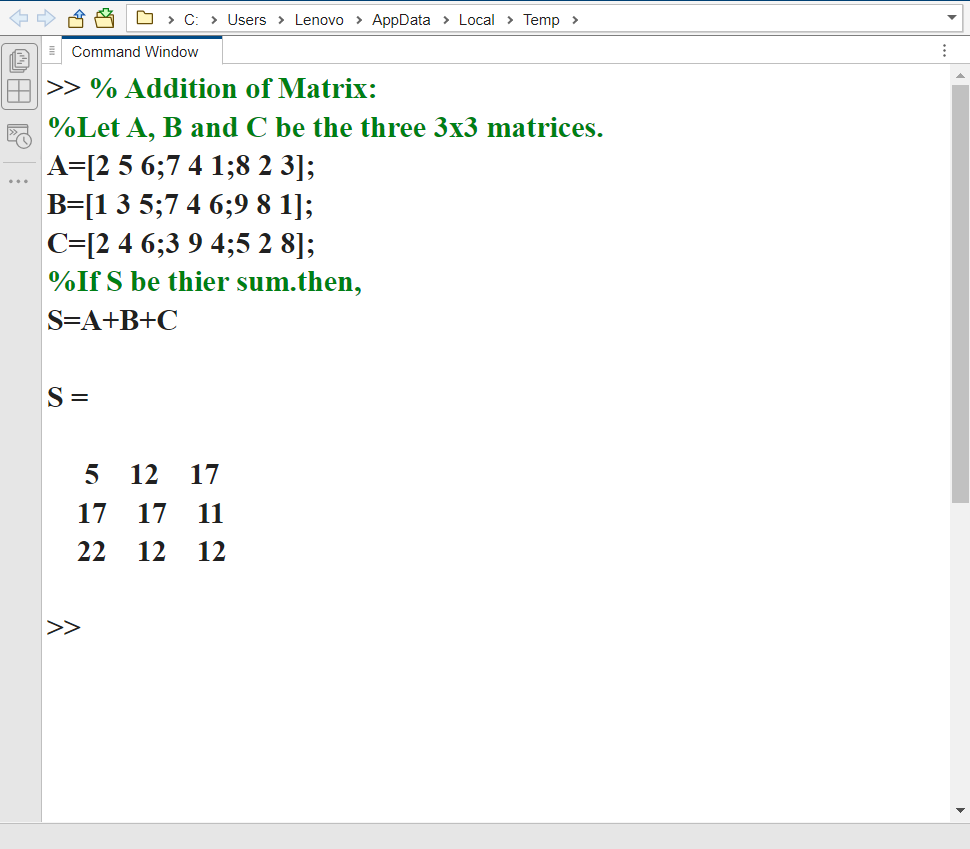 C: Users Lenovo AppData Local Temp
Command Window
>> % Addition of Matrix:
%Let A, B and C be the three 3x3 matrices.
A=[2 5 6;7 4 1;8 2 3];
B=[1 3 5;7 4 6;9 8 1];
C=[2 4 6;3 9 4;5 2 8];
%If S be thier sum.then,
S=A+B+C
S =
5 12 17
17 17 11
22 12 12
>>